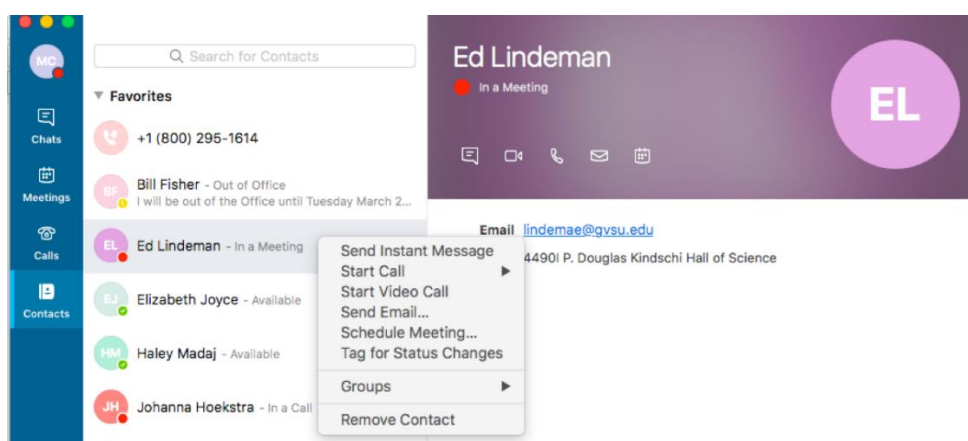 MC
Chats
Meetings
Calls
Contacts
Search for Contacts
Favorites
+1 (800) 295-1614
BF
Bill Fisher - Out of Office
I will be out of the Office until Tuesday March 2...
EL
Ed Lindeman - In a Meeting
EJ
Elizabeth Joyce - Available
HM
Haley Madaj - Available
JH
Johanna Hoekstra - In a Call
Send Instant Message
Start Call
Start Video Call
Send Email...
Schedule Meeting...
Tag for Status Changes
Groups
Remove Contact
Ed Lindeman
In a Meeting
EL
Email lindemae@gvsu.edu
4490I P. Douglas Kindschi Hall of Science